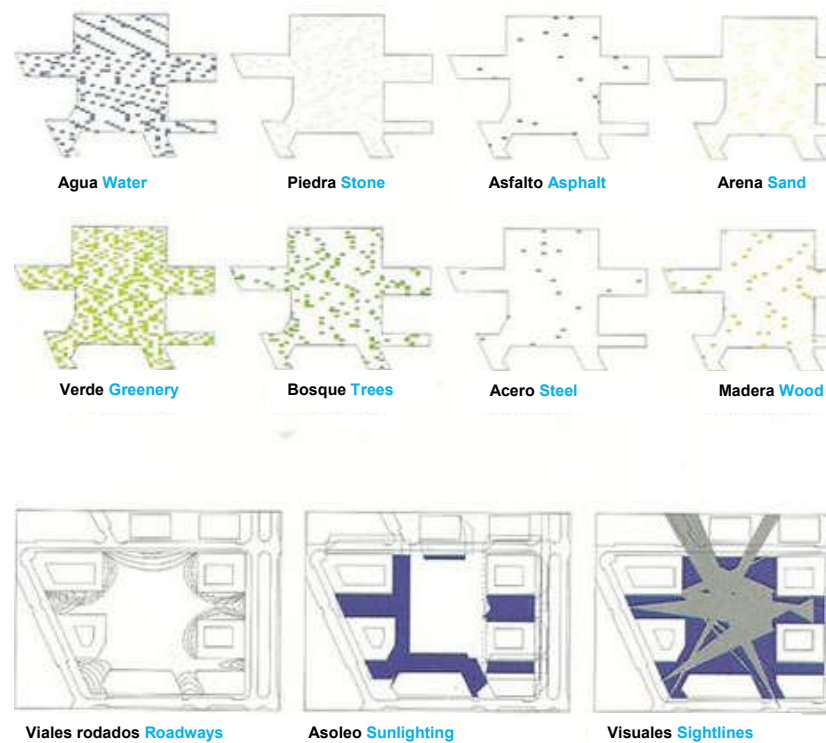 Agua Water
Piedra Stone
Asfalto Asphalt
Arena Sand
Verde Greenery
Bosque Trees
Acero Steel
Madera Wood
Viales rodados Roadways
Asoleo Sunlighting
Visuales Sightlines